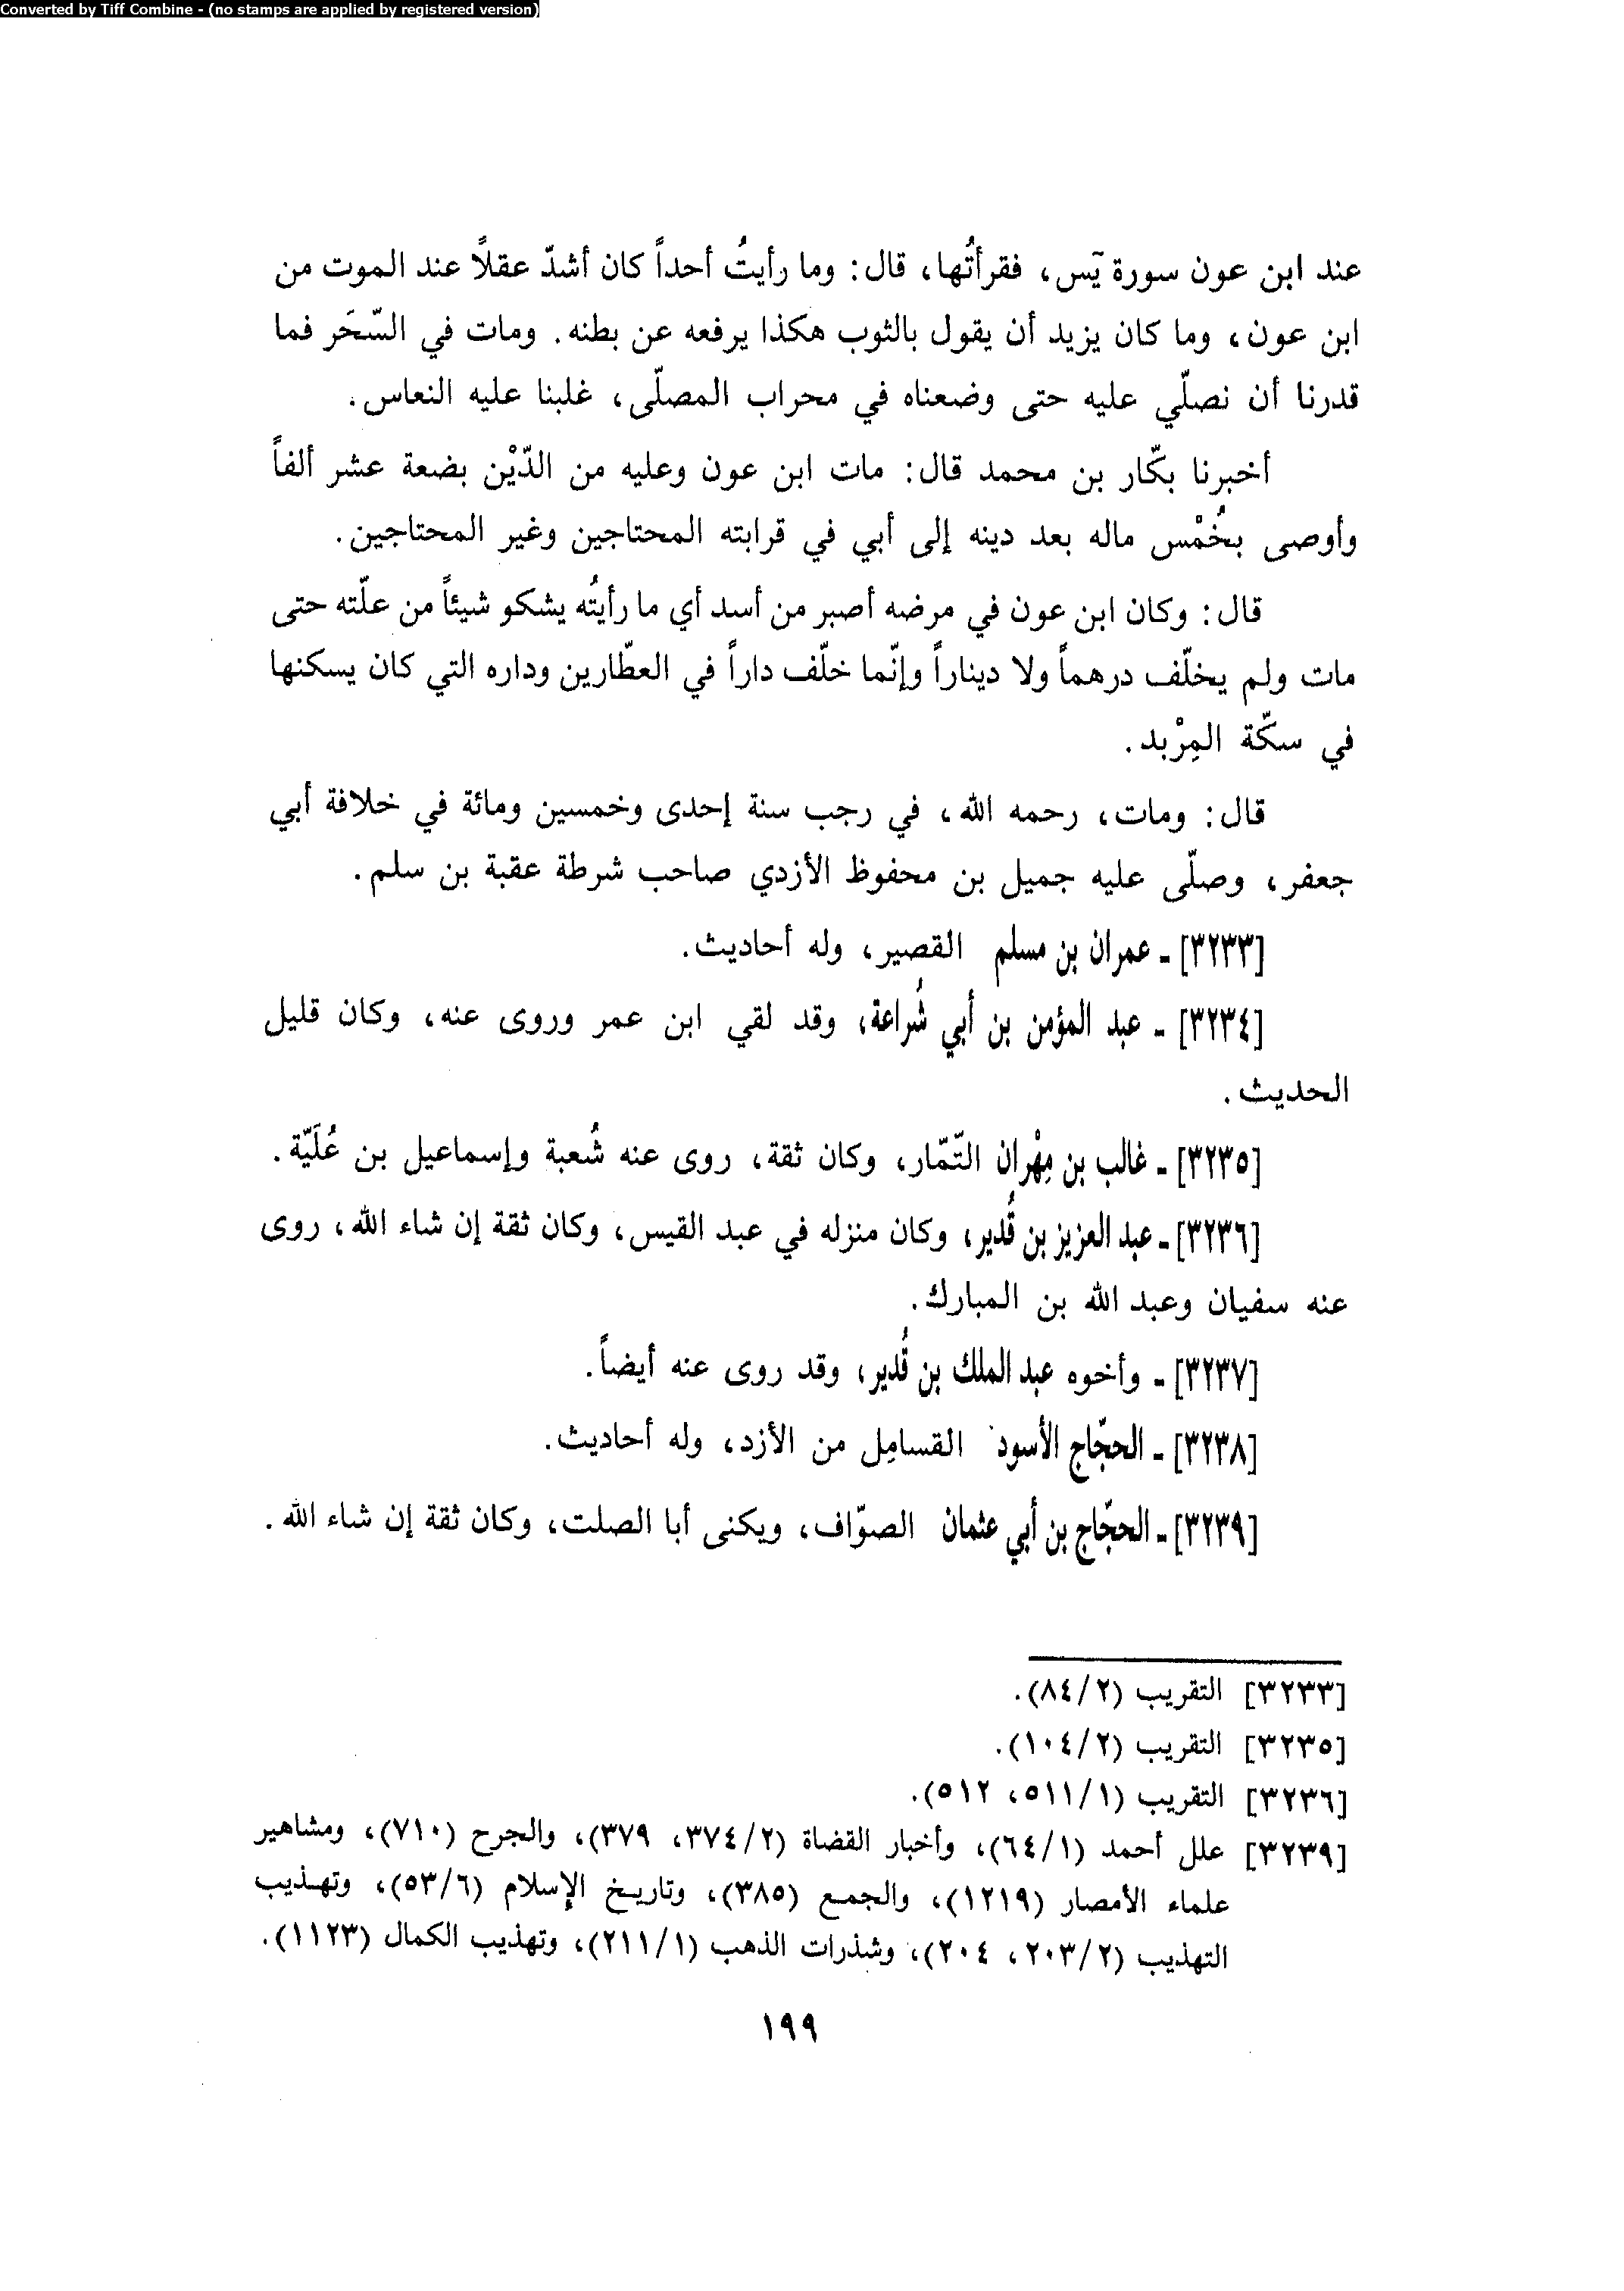 Converted by Tiff Combine - (no stamps are applied by registered version)
عند ابن عون سورة يَس، فقرأتُها، قال: وما رأيتُ أحداً كان أشدّ عقلاً عند الموت من
ابن عون، وما كان يزيد أن يقول بالثوب هكذا يرفعه عن بطنه. ومات في السّحَر فما
قدرنا أن نصلّي عليه حتى وضعناه في محراب المصلّى، غلبنا عليه النعاس.
أخبرنا بكّار بن محمد قال: مات ابن عون وعليه من الدّيْن بضعة عشر ألفاً
وأوصى بخُمْس ماله بعد دينه إلى أبي في قرابته المحتاجين وغير المحتاجين.
قال: وكان ابن عون في مرضه أصبر من أسد أي ما رأيتُه يشكو شيئاً من علّته حتى
مات ولم يخلّف درهماً ولا ديناراً وإنّما خلّف داراً في العطّارين وداره التي كان يسكنها
في سكّة المِرْبد.
قال: ومات، رحمه الله، في رجب سنة إحدى وخمسين ومائة في خلافة أبي
جعفر، وصلّى عليه جميل بن محفوظ الأزدي صاحب شرطة عقبة بن سلم.
[٣٢٣٣] ـ عمران بن مسلم القصير، وله أحاديث.
[٣٢٣٤] ـ عبد المؤمن بن أبي شُراعة، وقد لقي ابن عمر وروى عنه، وكان قليل
الحديث.
[٣٢٣٥] ـ غالب بن مِهْران التّمّار، وكان ثقة، روى عنه شُعبة وإسماعيل بن عُلَيّة.
[٣٢٣٦] ـ عبد العزيز بن قُدير، وكان منزله في عبد القيس، وكان ثقة إن شاء الله، روى
عنه سفيان وعبد الله بن المبارك.
[٣٢٣٧] ـ وأخوه عبد الملك بن قُدير، وقد روى عنه أيضاً.
[٣٢٣٨] ـ الحجّاج الأسود القسامِل من الأزد، وله أحاديث.
[٣٢٣٩] ـ الحجّاج بن أبي عثمان الصوّاف، ويكنى أبا الصلت، وكان ثقة إن شاء الله.
[٣٢٣٣] التقريب (٨٤/٢).
[٣٢٣٥] التقريب (١٠٤/٢).
[٣٢٣٦] التقريب (٥١١/١، ٥١٢).
[٣٢٣٩] علل أحمد (٦٤/١)، وأخبار القضاة (٣٧٤/٢، ٣٧٩)، والجرح (٧١٠)، ومشاهير
علماء الأمصار (١٢١٩)، والجمع (٣٨٥)، وتاريخ الإسلام (٥٣/٦)، وتهذيب
التهذيب (٢٠٣/٢، ٢٠٤)، وشذرات الذهب (٢١١/١)، وتهذيب الكمال (١١٢٣).
١٩٩